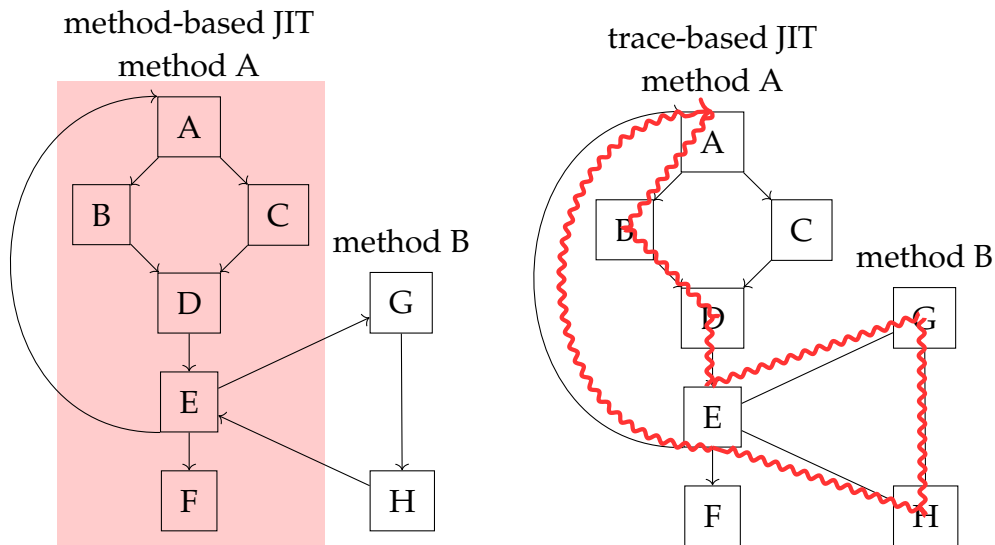 method-based JIT
method A
A
B
C
method B
D
G
E
F
H
trace-based JIT
method A
A
B
C
method B
D
G
E
F
H